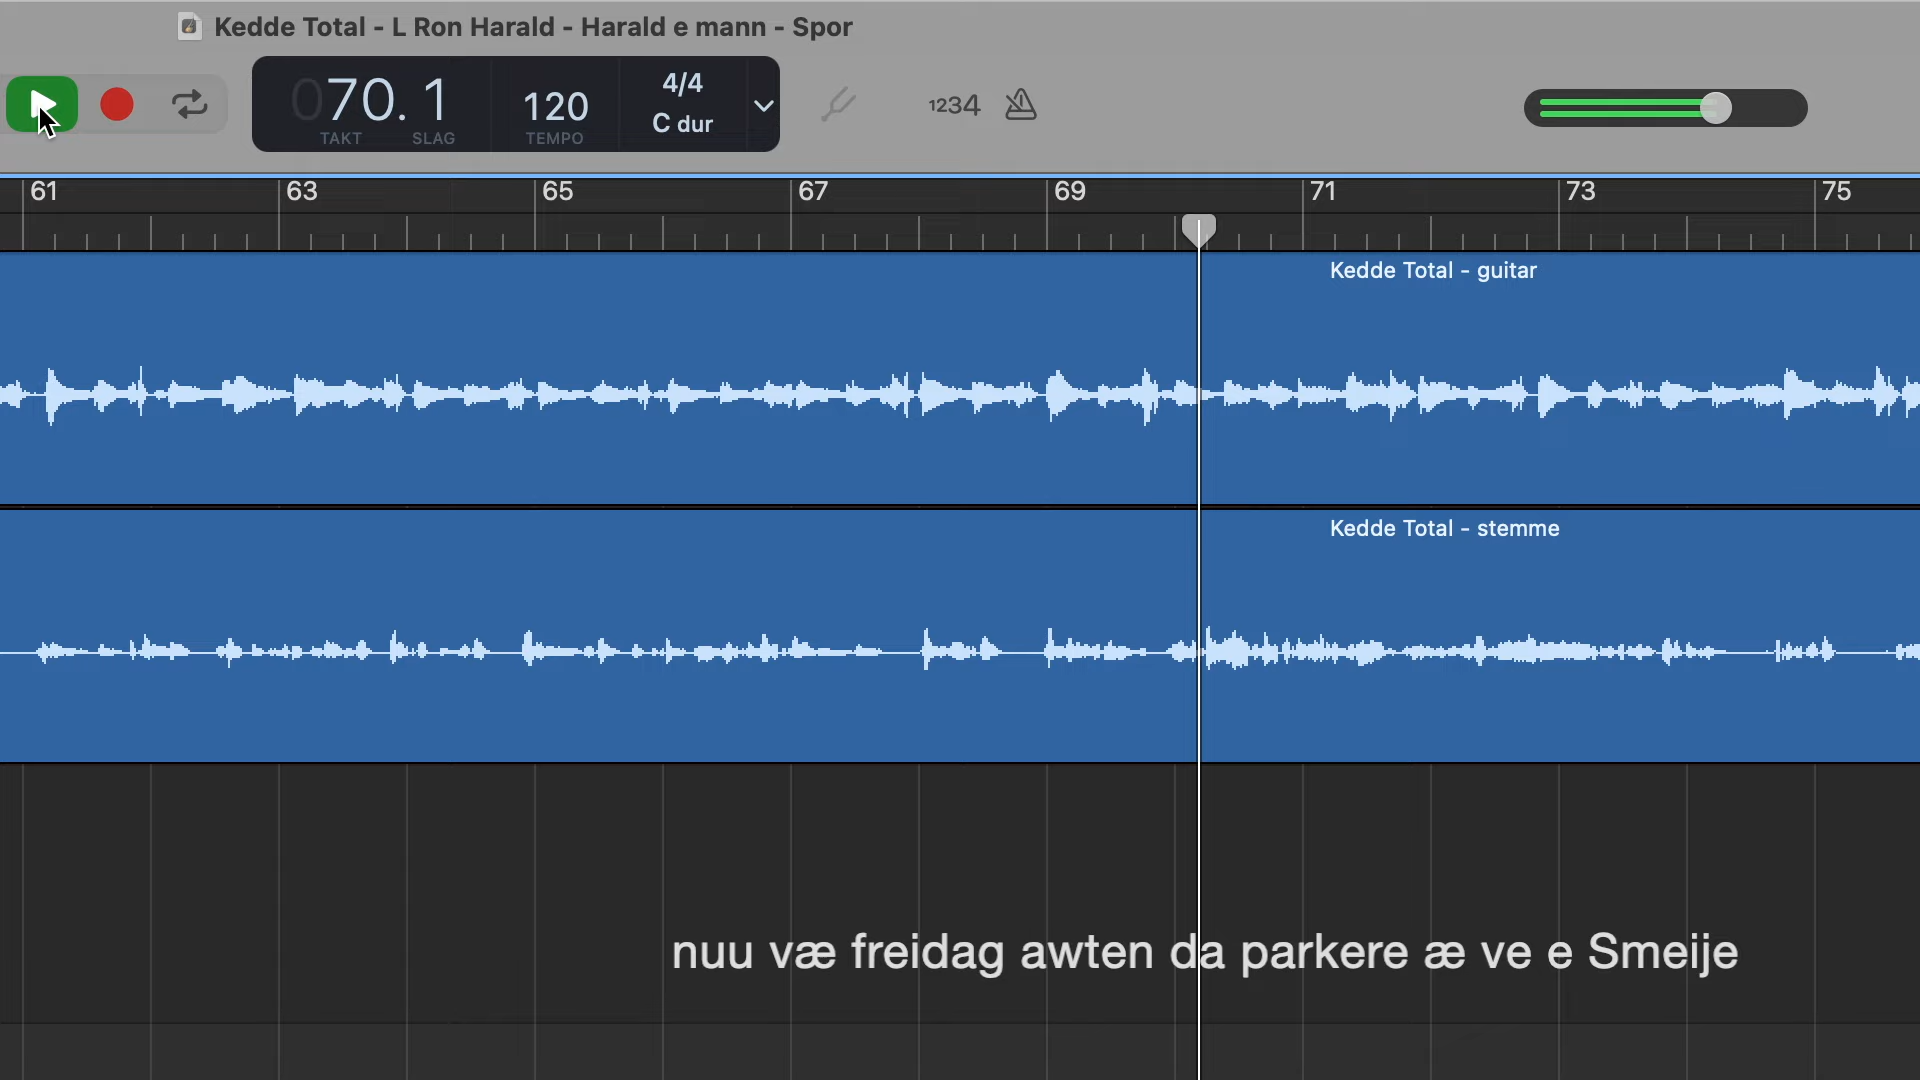 Kedde Total - L Ron Harald - Harald e mann - Spor
070. 1
TAKT SLAG
120
TEMPO
4/4
C dur
1234
61 63 65 67 69 71 73 75
Kedde Total - guitar
Kedde Total - stemme
nuu væ freidag awten da parkere æ ve e Smeije